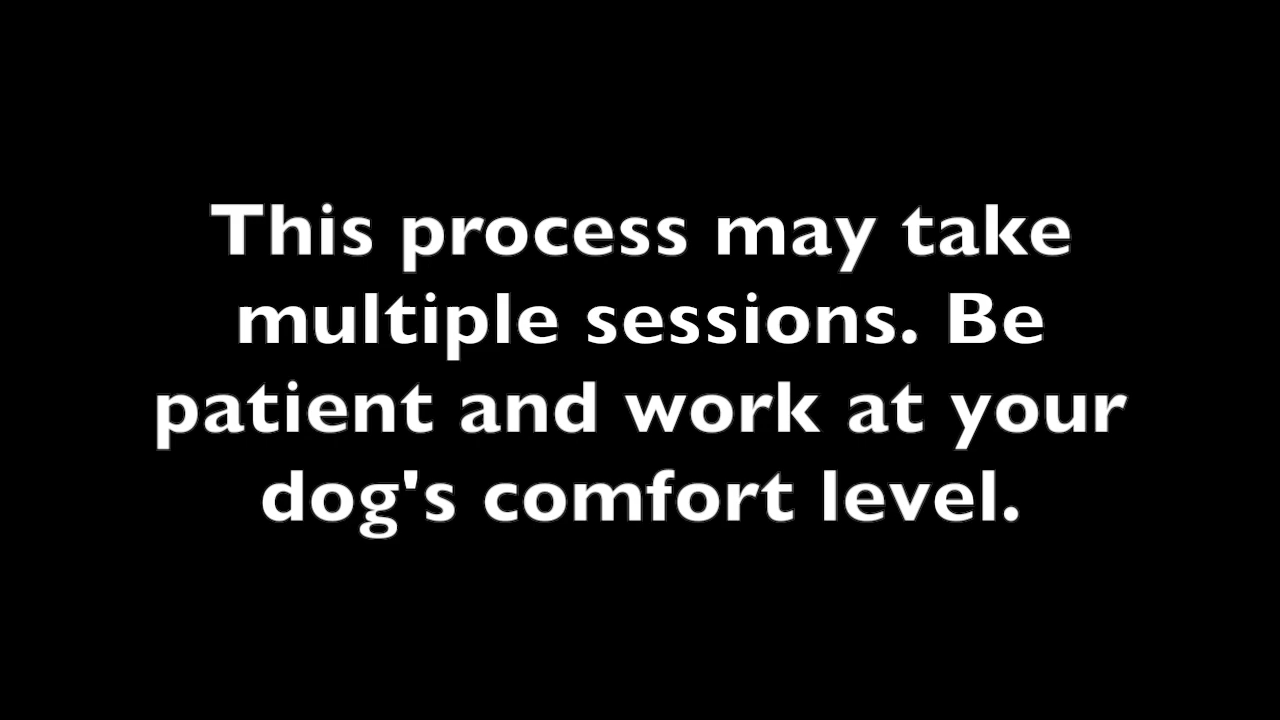 This process may take
multiple sessions. Be
patient and work at your
dog's comfort level.